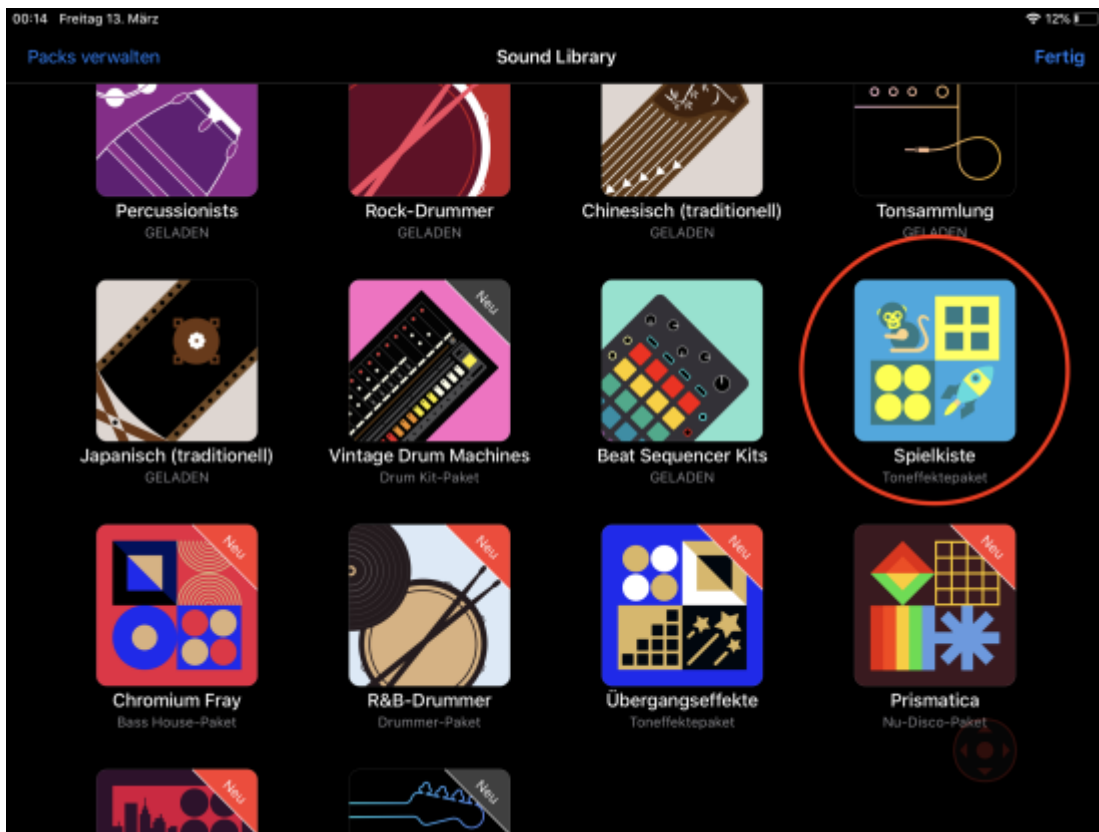 00:14 Freitag 13. März
12%
Packs verwalten
Sound Library
Fertig
Percussionists
GELADEN
Rock-Drummer
GELADEN
Chinesisch (traditionell)
GELADEN
Tonsammlung
GELADEN
Japanisch (traditionell)
GELADEN
Neu
Vintage Drum Machines
Drum Kit-Paket
Beat Sequencer Kits
GELADEN
Spielkiste
Toneffektepaket
Neu
Chromium Fray
Bass House-Paket
Neu
R&B-Drummer
Drummer-Paket
Neu
Übergangseffekte
Toneffektepaket
Neu
Prismatica
Nu-Disco-Paket
Neu
Neu